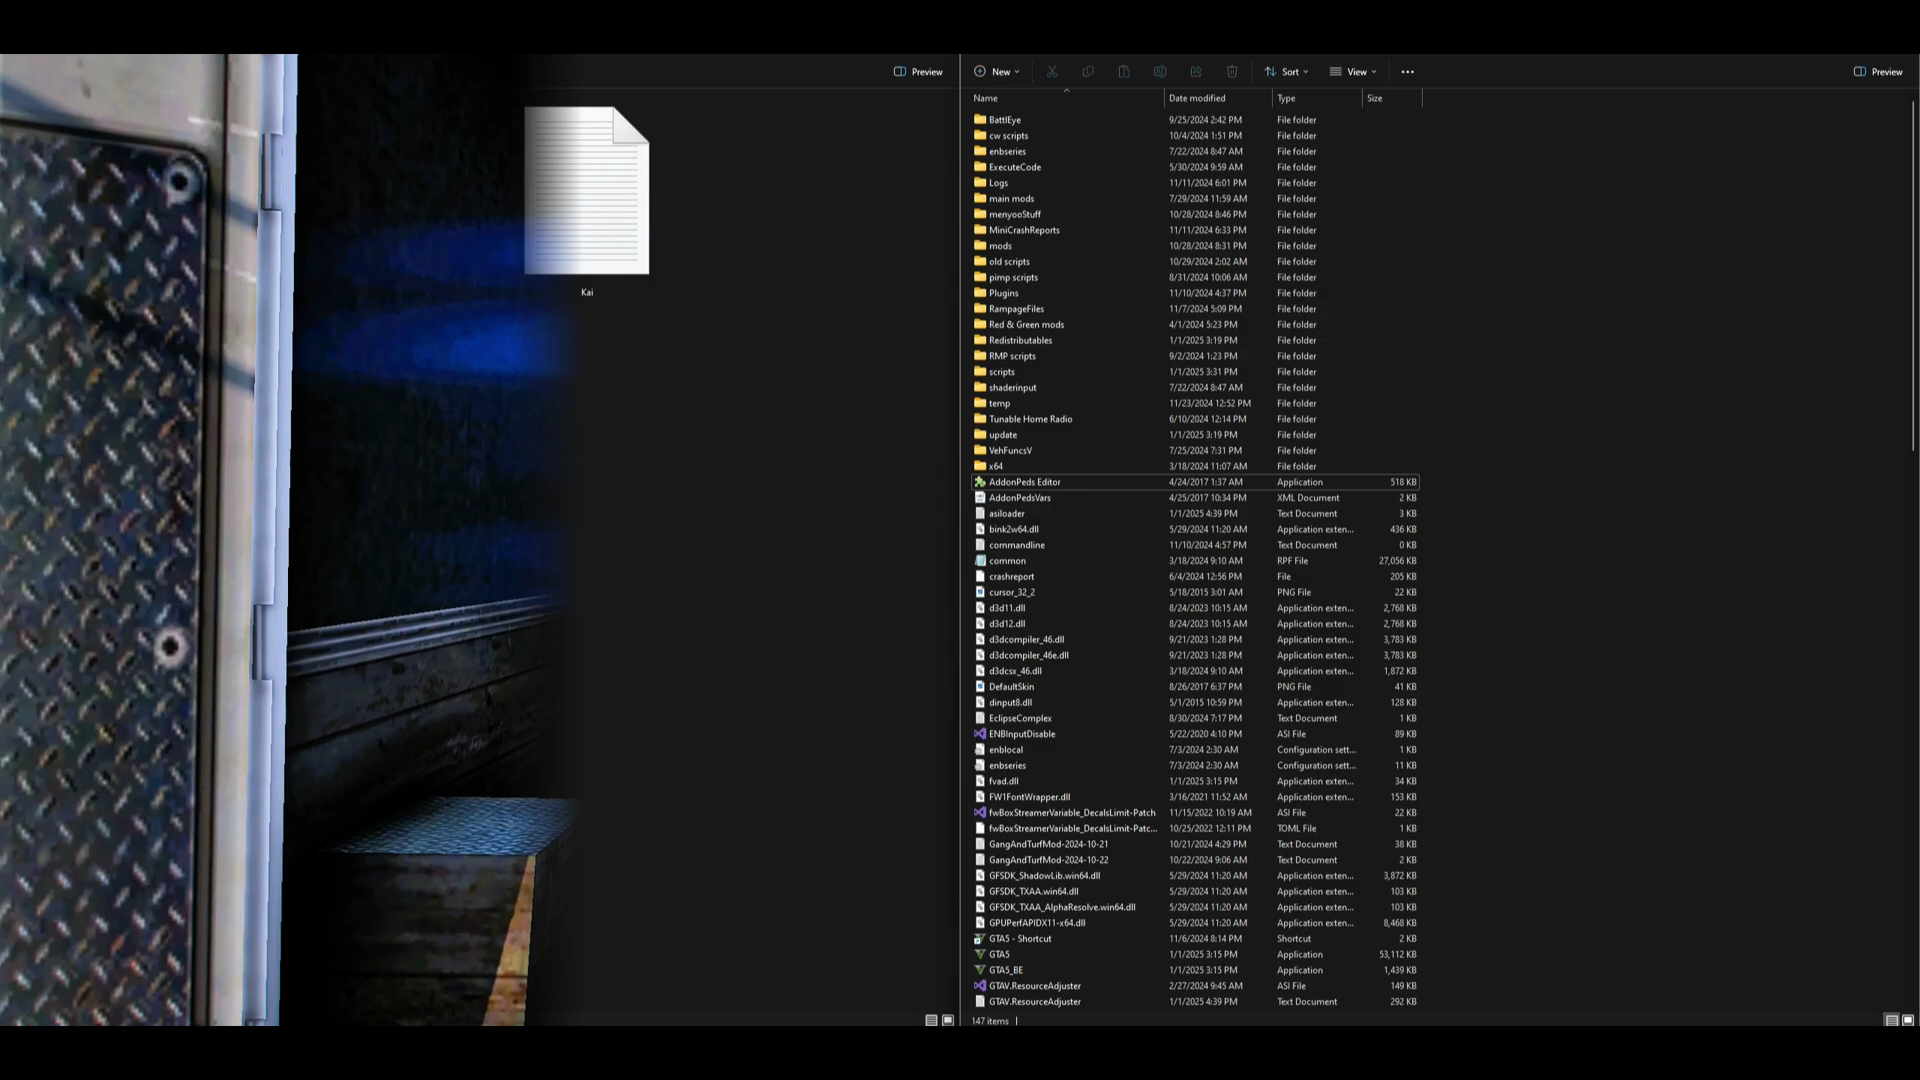 Preview
Kai
New
Sort
View
Preview
Name Date modified Type Size
BattlEye 9/25/2024 2:42 PM File folder
cw scripts 10/4/2024 1:51 PM File folder
enbseries 7/22/2024 8:47 AM File folder
ExecuteCode 5/30/2024 9:59 AM File folder
Logs 11/11/2024 6:01 PM File folder
main mods 7/29/2024 11:59 AM File folder
menyooStuff 10/28/2024 8:46 PM File folder
MiniCrashReports 11/11/2024 6:33 PM File folder
mods 10/28/2024 8:31 PM File folder
old scripts 10/29/2024 2:02 AM File folder
pimp scripts 8/31/2024 10:06 AM File folder
Plugins 11/10/2024 4:37 PM File folder
RampageFiles 11/7/2024 5:09 PM File folder
Red & Green mods 4/1/2024 5:23 PM File folder
Redistributables 1/1/2025 3:19 PM File folder
RMP scripts 9/2/2024 1:23 PM File folder
scripts 1/1/2025 3:31 PM File folder
shaderinput 7/22/2024 8:47 AM File folder
temp 11/23/2024 12:52 PM File folder
Tunable Home Radio 6/10/2024 12:14 PM File folder
update 1/1/2025 3:19 PM File folder
VehFuncsV 7/25/2024 7:31 PM File folder
x64 3/18/2024 11:07 AM File folder
AddonPeds Editor 4/24/2017 1:37 AM Application 518 KB
AddonPedsVars 4/25/2017 10:34 PM XML Document 2 KB
asiloader 1/1/2025 4:39 PM Text Document 3 KB
bink2w64.dll 5/29/2024 11:20 AM Application exten... 436 KB
commandline 11/10/2024 4:57 PM Text Document 0 KB
common 3/18/2024 9:10 AM RPF File 27,056 KB
crashreport 6/4/2024 12:56 PM File 205 KB
cursor_32_2 5/18/2015 3:01 AM PNG File 22 KB
d3d11.dll 8/24/2023 10:15 AM Application exten... 2,768 KB
d3d12.dll 8/24/2023 10:15 AM Application exten... 2,768 KB
d3dcompiler_46.dll 9/21/2023 1:28 PM Application exten... 3,783 KB
d3dcompiler_46e.dll 9/21/2023 1:28 PM Application exten... 3,783 KB
d3dcsx_46.dll 3/18/2024 9:10 AM Application exten... 1,872 KB
DefaultSkin 8/26/2017 6:37 PM PNG File 41 KB
dinput8.dll 5/1/2015 10:59 PM Application exten... 128 KB
EclipseComplex 8/30/2024 7:17 PM Text Document 1 KB
ENBInputDisable 5/22/2020 4:10 PM ASI File 89 KB
enblocal 7/3/2024 2:30 AM Configuration sett... 1 KB
enbseries 7/3/2024 2:30 AM Configuration sett... 11 KB
fvad.dll 1/1/2025 3:15 PM Application exten... 34 KB
FW1FontWrapper.dll 3/16/2021 11:52 AM Application exten... 153 KB
fwBoxStreamerVariable_DecalsLimit-Patch 11/15/2022 10:19 AM ASI File 22 KB
fwBoxStreamerVariable_DecalsLimit-Patc... 10/25/2022 12:11 PM TOML File 1 KB
GangAndTurfMod-2024-10-21 10/21/2024 4:29 PM Text Document 38 KB
GangAndTurfMod-2024-10-22 10/22/2024 9:06 AM Text Document 2 KB
GFSDK_ShadowLib.win64.dll 5/29/2024 11:20 AM Application exten... 3,872 KB
GFSDK_TXAA.win64.dll 5/29/2024 11:20 AM Application exten... 103 KB
GFSDK_TXAA_AlphaResolve.win64.dll 5/29/2024 11:20 AM Application exten... 103 KB
GPUPerfAPIDX11-x64.dll 5/29/2024 11:20 AM Application exten... 8,468 KB
GTA5 - Shortcut 11/6/2024 8:14 PM Shortcut 2 KB
GTA5 1/1/2025 3:15 PM Application 53,112 KB
GTA5_BE 1/1/2025 3:15 PM Application 1,439 KB
GTAV.ResourceAdjuster 2/27/2024 9:45 AM ASI File 149 KB
GTAV.ResourceAdjuster 1/1/2025 4:39 PM Text Document 292 KB
147 items